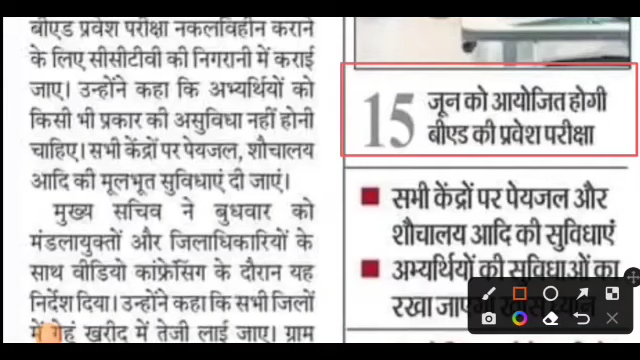 बीएड प्रवेश परीक्षा नकलविहीन कराने
के लिए सीसीटीवी की निगरानी में कराई
जाए। उन्होंने कहा कि अभ्यर्थियों को
किसी भी प्रकार की असुविधा नहीं होनी
चाहिए। सभी केंद्रों पर पेयजल, शौचालय
आदि की मूलभूत सुविधाएं दी जाएं।
मुख्य सचिव ने बुधवार को
मंडलायुक्तों और जिलाधिकारियों के
साथ वीडियो कांफ्रेंसिग के दौरान यह
निर्देश दिया। उन्होंने कहा कि सभी जिलों
में गेहूं खरीद में तेजी लाई जाए। ग्राम
15 जून को आयोजित होगी
बीएड की प्रवेश परीक्षा
सभी केंद्रों पर पेयजल और
शौचालय आदि की सुविधाएं
अभ्यर्थियों की सुविधाओं का
रखा जाएगा